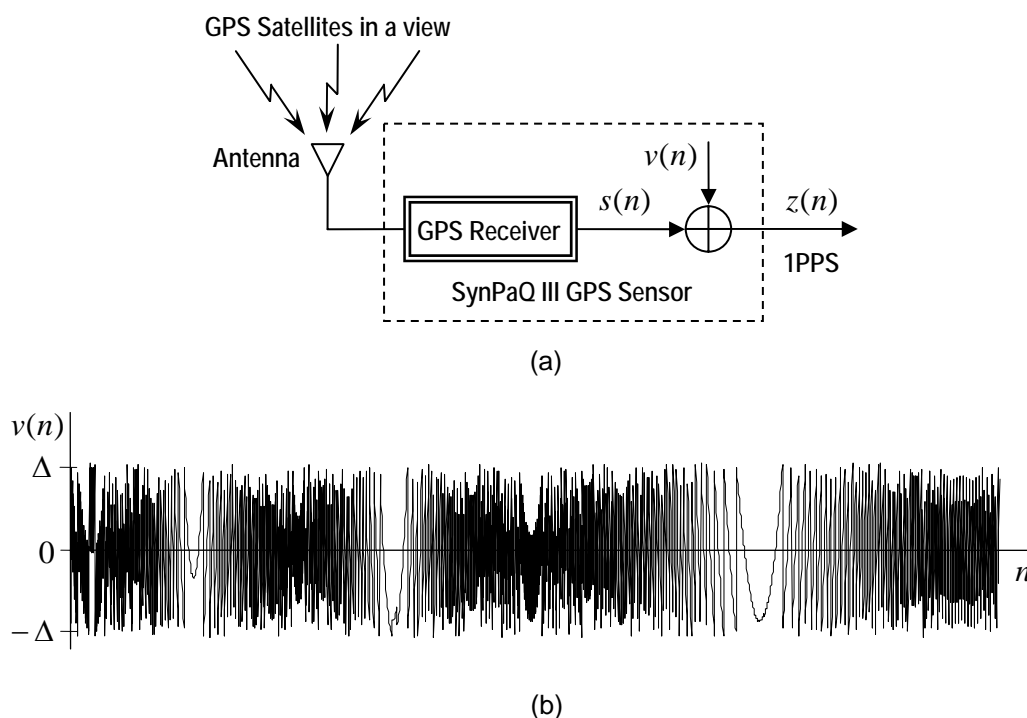 GPS Satellites in a view
Antenna
v(n)
s(n)
z(n)
GPS Receiver
1PPS
SynPaQ III GPS Sensor
(a)
v(n)
Δ
0
n
−Δ
(b)